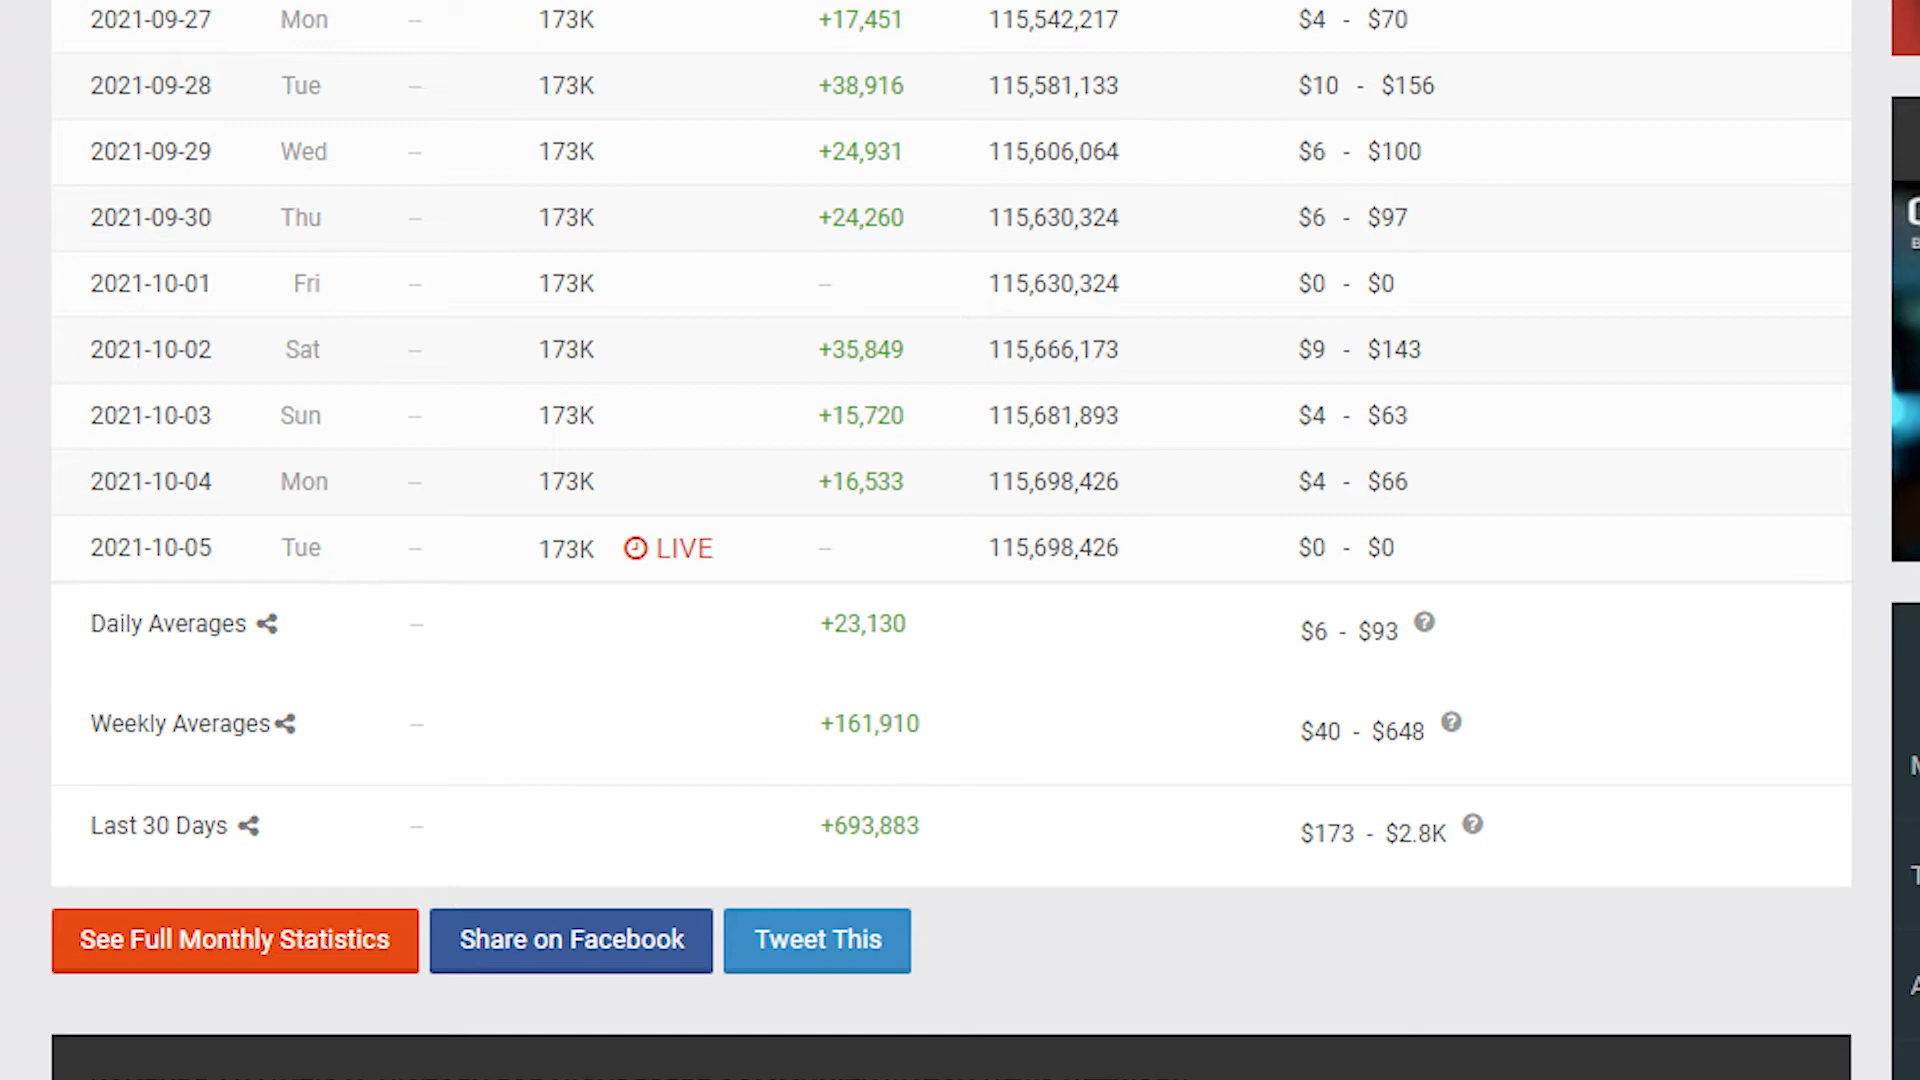 2021-09-27 Mon -- 173K +17,451 115,542,217 $4 - $70
2021-09-28 Tue -- 173K +38,916 115,581,133 $10 - $156
2021-09-29 Wed -- 173K +24,931 115,606,064 $6 - $100
2021-09-30 Thu -- 173K +24,260 115,630,324 $6 - $97
2021-10-01 Fri -- 173K -- 115,630,324 $0 - $0
2021-10-02 Sat -- 173K +35,849 115,666,173 $9 - $143
2021-10-03 Sun -- 173K +15,720 115,681,893 $4 - $63
2021-10-04 Mon -- 173K +16,533 115,698,426 $4 - $66
2021-10-05 Tue -- 173K LIVE -- 115,698,426 $0 - $0
Daily Averages -- +23,130 $6 - $93 ?
Weekly Averages -- +161,910 $40 - $648 ?
Last 30 Days -- +693,883 $173 - $2.8K ?
See Full Monthly Statistics Share on Facebook Tweet This